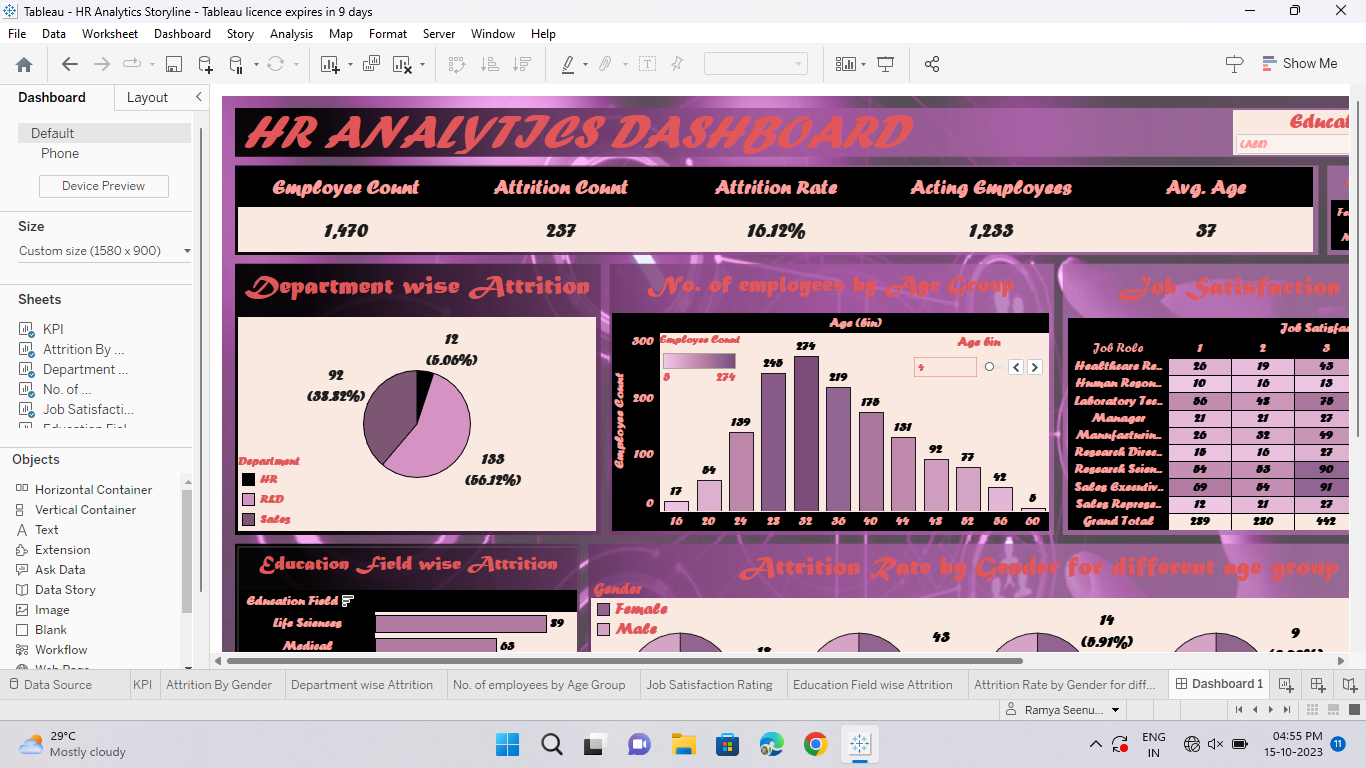 Tableau - HR Analytics Storyline - Tableau licence expires in 9 days
File Data Worksheet Dashboard Story Analysis Map Format Server Window Help
Show Me
Dashboard Layout
Default
Phone
Device Preview
Size
Custom size (1580 x 900)
Sheets
KPI
Attrition By ...
Department ...
No. of ...
Job Satisfacti...
Objects
Horizontal Container
Vertical Container
Text
Extension
Ask Data
Data Story
Image
Blank
Workflow
HR ANALYTICS DASHBOARD
Educat
(All)
Employee Count Attrition Count Attrition Rate Acting Employees Avg. Age
1,470 237 16.12% 1,233 37
Department wise Attrition
12
(5.06%)
92
(38.82%)
133
(56.12%)
Department
HR
R&D
Sales
No. of employees by Age Group
Age (bin)
Employee Count
5 274
Age bin
4
Employee Count
300
200
100
0
17 54 139 245 274 219 175 131 92 77 42 5
16 20 24 28 32 36 40 44 48 52 56 60
Job Satisfaction
Job Satisfac
Job Role 1 2 3
Healthcare Re.. 26 19 43
Human Resou.. 10 16 13
Laboratory Tec.. 56 48 75
Manager 21 21 27
Manufacturin.. 26 32 49
Research Direc.. 15 16 27
Research Scien.. 54 53 90
Sales Executiv.. 69 54 91
Sales Represe.. 12 21 27
Grand Total 289 280 442
Education Field wise Attrition
Education Field
Life Sciences 89
Medical 63
Attrition Rate by Gender for different age group
Gender
Female
Male
43
14
(5.91%)
9
Data Source KPI Attrition By Gender Department wise Attrition No. of employees by Age Group Job Satisfaction Rating Education Field wise Attrition Attrition Rate by Gender for diff... Dashboard 1
Ramya Seenu...
29°C
Mostly cloudy
ENG
IN
04:55 PM
15-10-2023
11